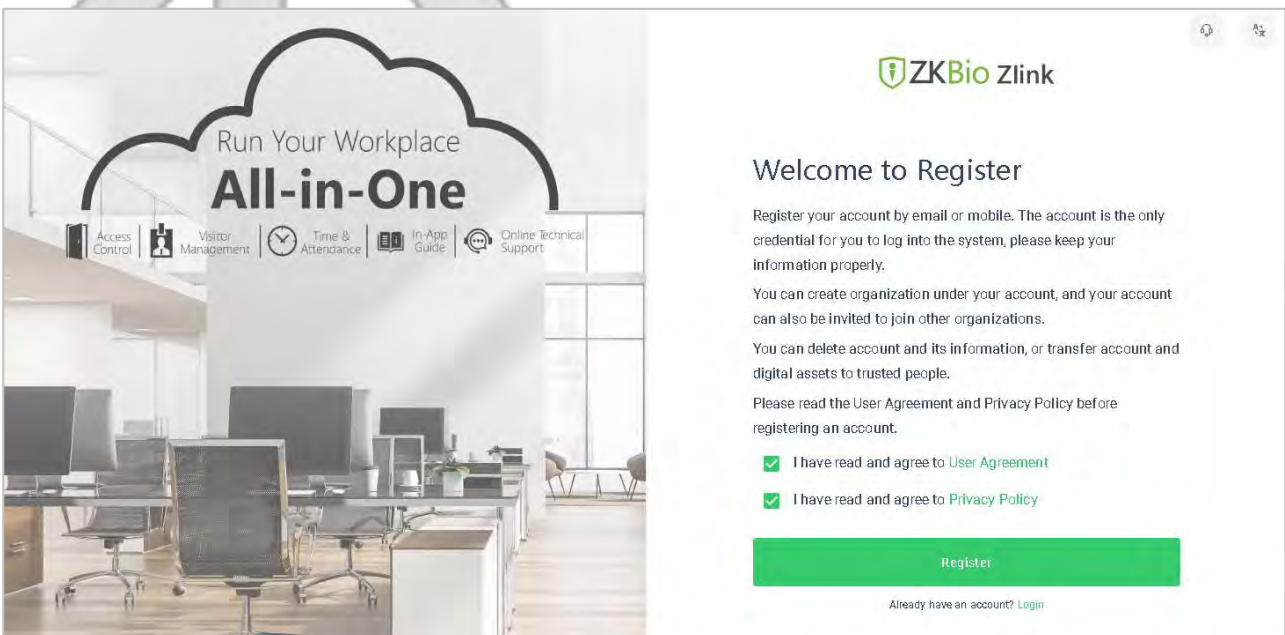 Run Your Workplace
All-in-One
Access Control
Visitor Management
Time & Attendance
In-App Guide
Online Technical Support
ZKBio Zlink
Welcome to Register
Register your account by email or mobile. The account is the only
credential for you to log into the system, please keep your
information properly.
You can create organization under your account, and your account
can also be invited to join other organizations.
You can delete account and its information, or transfer account and
digital assets to trusted people.
Please read the User Agreement and Privacy Policy before
registering an account.
I have read and agree to User Agreement
I have read and agree to Privacy Policy
Register
Already have an account? Login